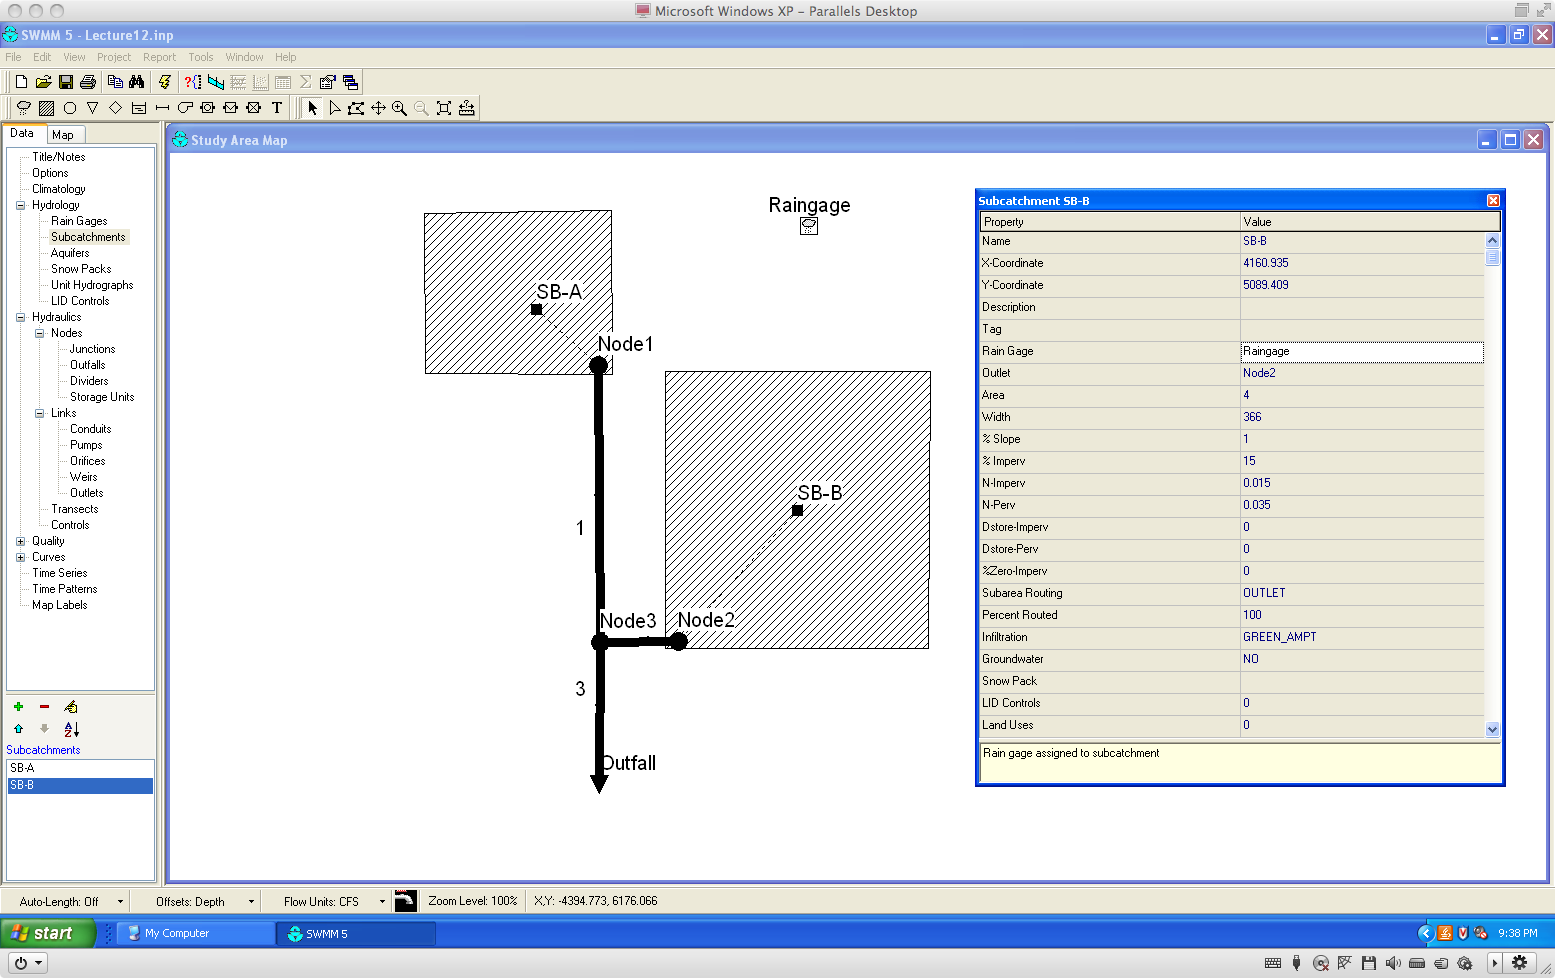 Microsoft Windows XP - Parallels Desktop
SWMM 5 - Lecture12.inp
File Edit View Project Report Tools Window Help
T
Data Map
Title/Notes
Options
Climatology
Hydrology
Rain Gages
Subcatchments
Aquifers
Snow Packs
Unit Hydrographs
LID Controls
Hydraulics
Nodes
Junctions
Outfalls
Dividers
Storage Units
Links
Conduits
Pumps
Orifices
Weirs
Outlets
Transects
Controls
Quality
Curves
Time Series
Time Patterns
Map Labels
Subcatchments
SB-A
SB-B
Study Area Map
Raingage
SB-A
Node1
SB-B
1
Node3 Node2
3
Outfall
Subcatchment SB-B
Property Value
Name SB-B
X-Coordinate 4160.935
Y-Coordinate 5089.409
Description
Tag
Rain Gage Raingage
Outlet Node2
Area 4
Width 366
% Slope 1
% Imperv 15
N-Imperv 0.015
N-Perv 0.035
Dstore-Imperv 0
Dstore-Perv 0
%Zero-Imperv 0
Subarea Routing OUTLET
Percent Routed 100
Infiltration GREEN_AMPT
Groundwater NO
Snow Pack
LID Controls 0
Land Uses 0
Rain gage assigned to subcatchment
Auto-Length: Off Offsets: Depth Flow Units: CFS Zoom Level: 100% X,Y: -4394.773, 6176.066
start My Computer SWMM 5 9:38 PM